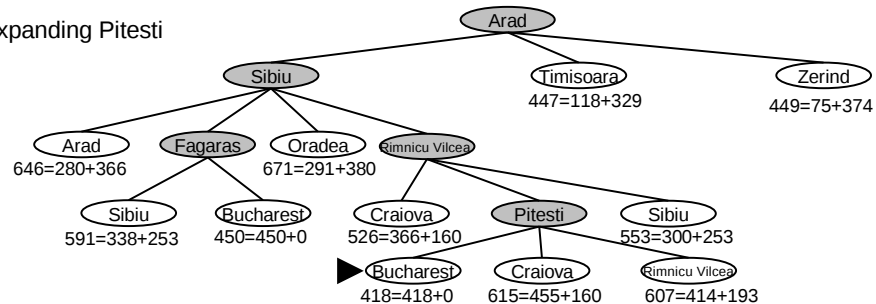 xpanding Pitesti
Arad
Sibiu
Timisoara
Zerind
447=118+329
449=75+374
Arad
Fagaras
Oradea
Rimnicu Vilcea
646=280+366
671=291+380
Sibiu
Bucharest
Craiova
Pitesti
Sibiu
591=338+253
450=450+0
526=366+160
553=300+253
Bucharest
Craiova
Rimnicu Vilcea
418=418+0
615=455+160
607=414+193